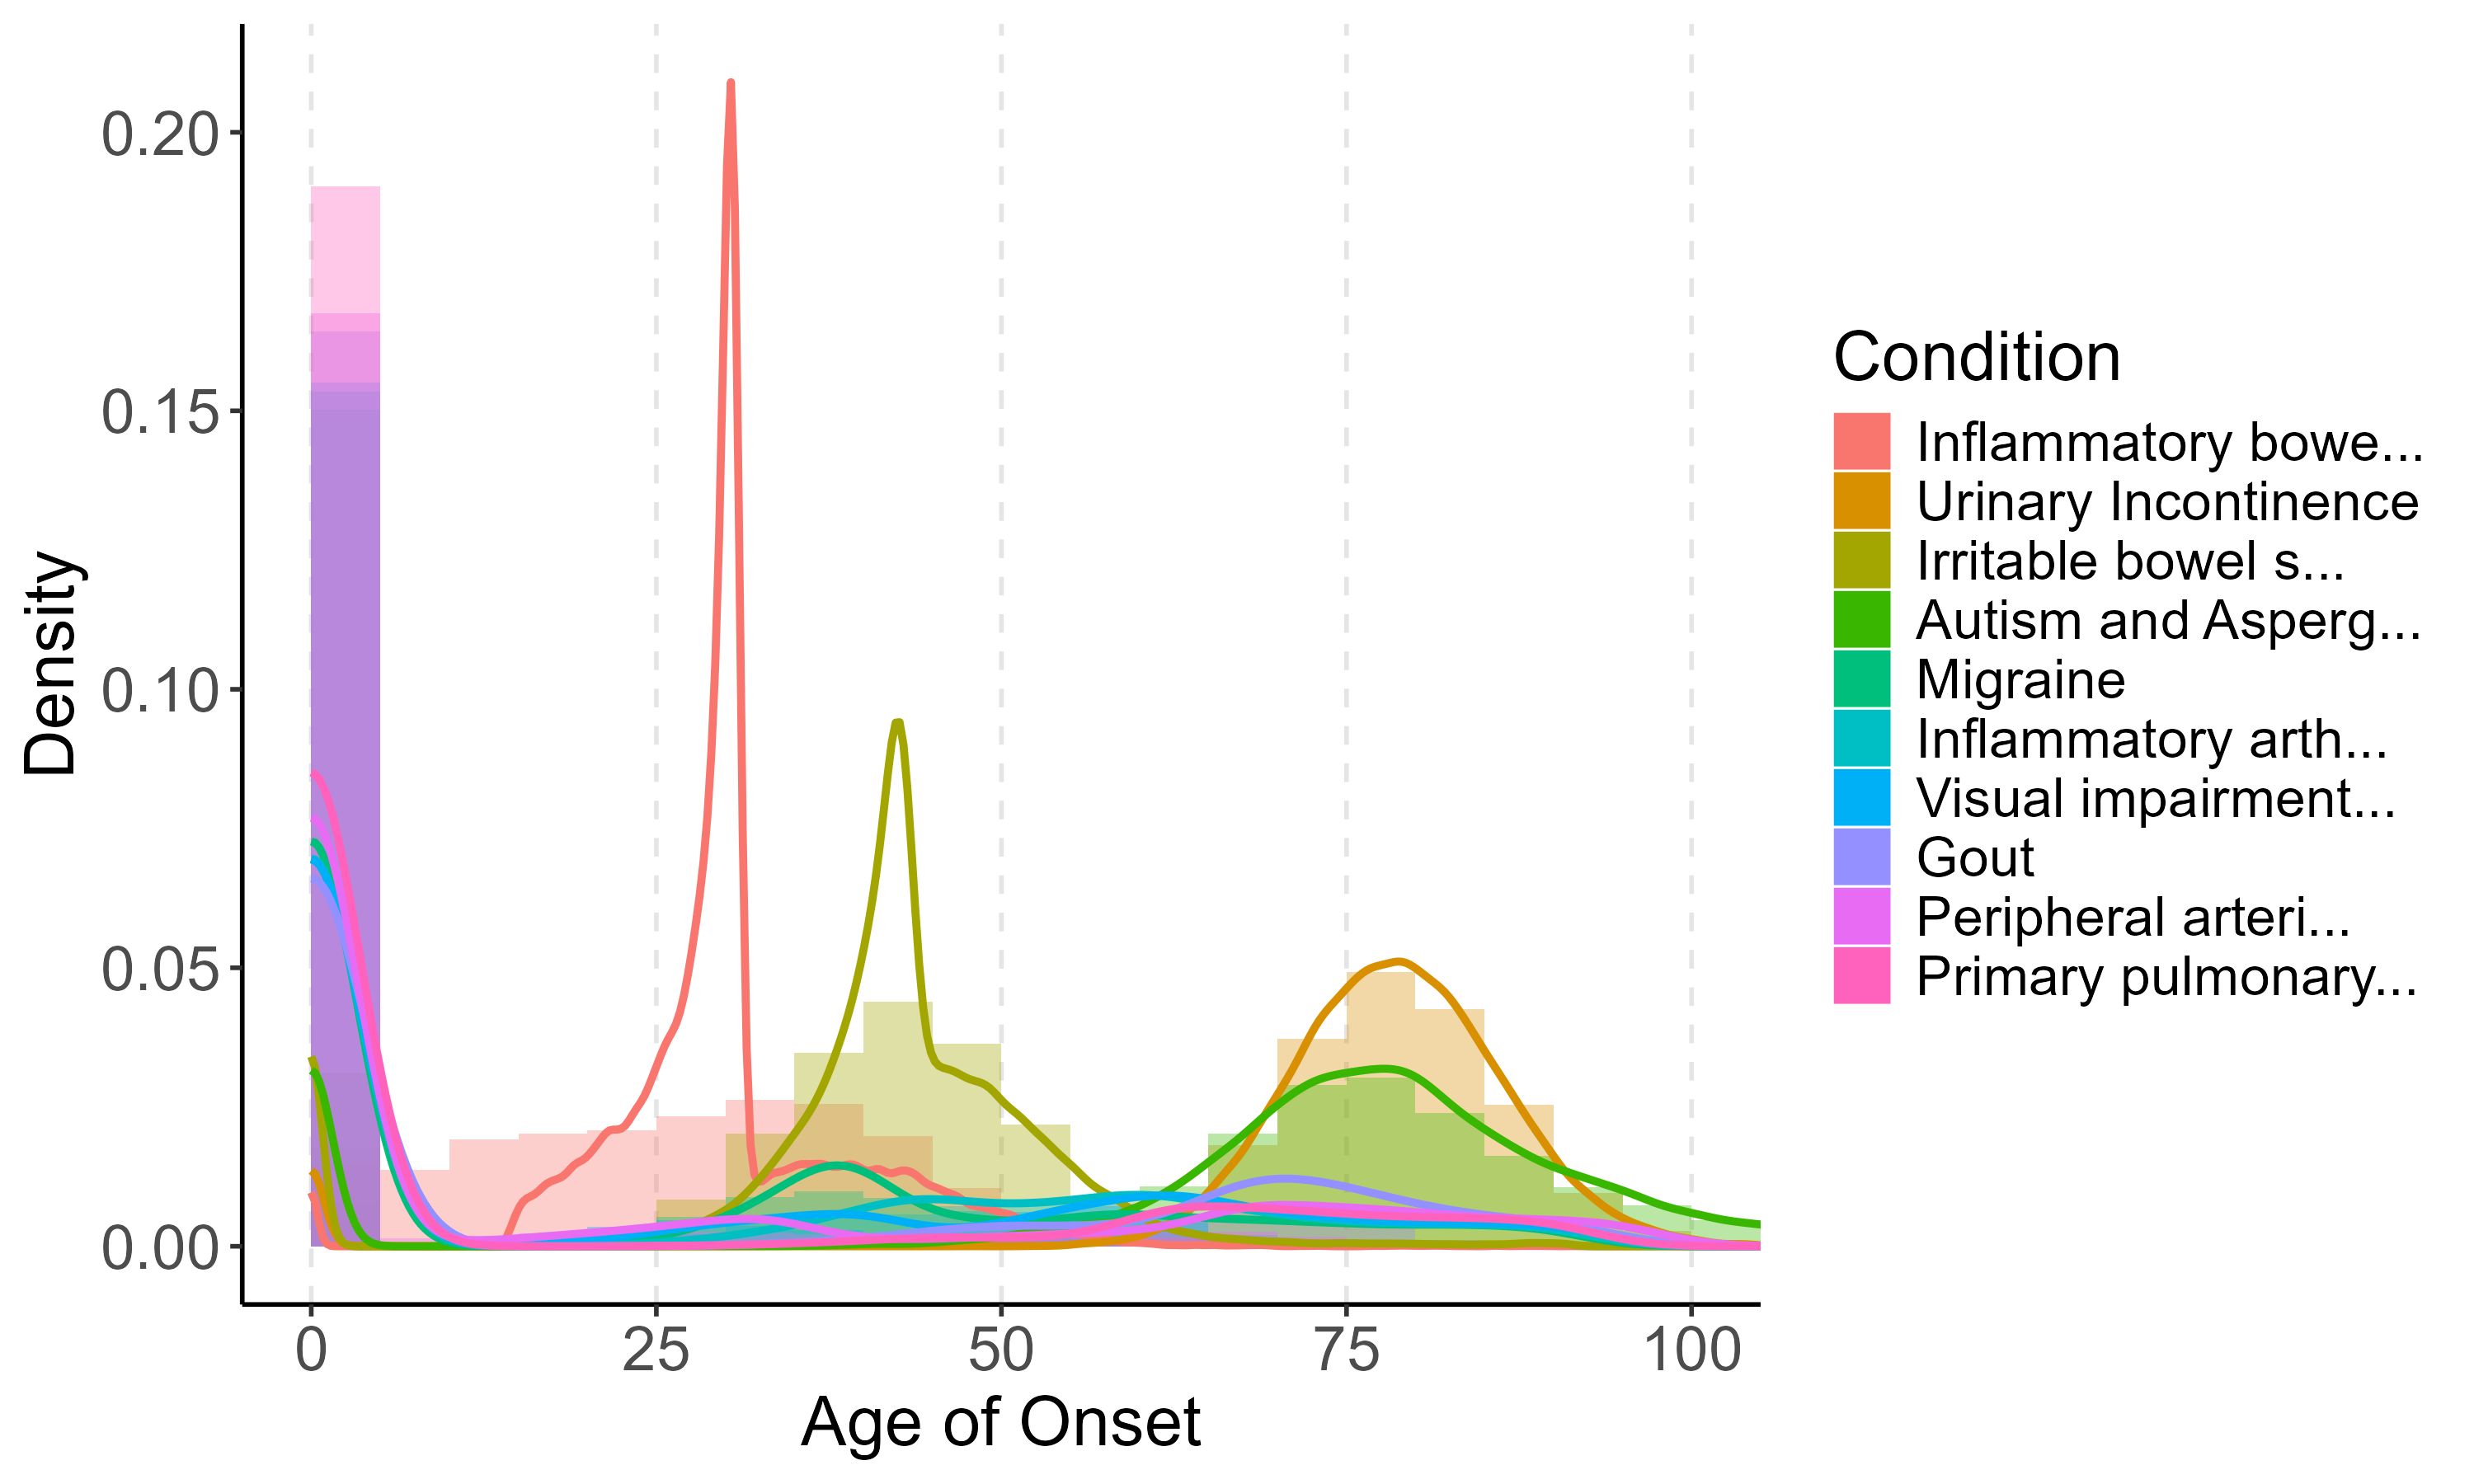 Density
0.20
0.15
0.10
0.05
0.00
0
25
50
75
100
Age of Onset
Condition
Inflammatory bowe...
Urinary Incontinence
Irritable bowel s...
Autism and Asperg...
Migraine
Inflammatory arth...
Visual impairment...
Gout
Peripheral arteri...
Primary pulmonary...